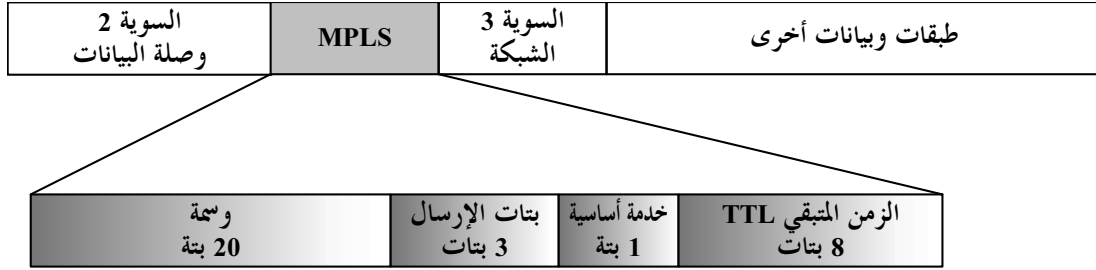 السوية 2
وصلة البيانات
MPLS
السوية 3
الشبكة
طبقات وبيانات أخرى
وسمة
20 بتة
بتات الإرسال
3 بتات
خدمة أساسية
1 بتة
الزمن المتبقي TTL
8 بتات